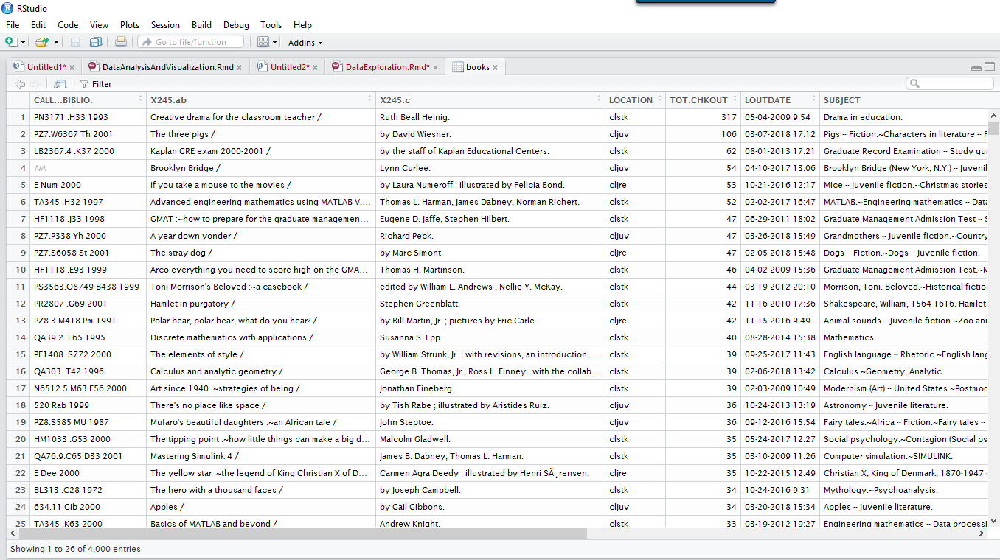 RStudio
File Edit Code View Plots Session Build Debug Tools Help
Go to file/function Addins
Untitled1* DataAnalysisAndVisualization.Rmd Untitled2* DataExploration.Rmd* books
Filter
CALL...BIBLIO. X245.ab X245.c LOCATION TOT.CHKOUT LOUTDATE SUBJECT
1 PN3171 .H33 1993 Creative drama for the classroom teacher / Ruth Beall Heinig. clstk 317 05-04-2009 9:54 Drama in education.
2 PZ7.W6367 Th 2001 The three pigs / by David Wiesner. cljuv 106 03-07-2018 17:12 Pigs -- Fiction.~Characters in literature -- F
3 LB2367.4 .K37 2000 Kaplan GRE exam 2000-2001 / by the staff of Kaplan Educational Centers. clstk 62 08-01-2013 17:21 Graduate Record Examination -- Study gui
4 NA Brooklyn Bridge / Lynn Curlee. cljuv 54 04-10-2017 13:06 Brooklyn Bridge (New York, N.Y.) -- Juvenil
5 E Num 2000 If you take a mouse to the movies / by Laura Numeroff ; illustrated by Felicia Bond. cljre 53 10-21-2016 12:17 Mice -- Juvenile fiction.~Christmas stories
6 TA345 .H32 1997 Advanced engineering mathematics using MATLAB V.... Thomas L. Harman, James Dabney, Norman Richert. clstk 52 02-02-2017 16:47 MATLAB.~Engineering mathematics -- Data
7 HF1118 .J33 1998 GMAT :~how to prepare for the graduate managemen... Eugene D. Jaffe, Stephen Hilbert. clstk 47 06-29-2011 18:02 Graduate Management Admission Test -- S
8 PZ7.P338 Yh 2000 A year down yonder / Richard Peck. cljuv 47 03-26-2018 15:49 Grandmothers -- Juvenile fiction.~Country
9 PZ7.S6058 St 2001 The stray dog / by Marc Simont. cljre 47 02-05-2018 15:48 Dogs -- Fiction.~Dogs -- Juvenile fiction.
10 HF1118 .E93 1999 Arco everything you need to score high on the GMA... Thomas H. Martinson. clstk 46 04-02-2009 15:36 Graduate Management Admission Test.~M
11 PS3563.O8749 B438 1999 Toni Morrison's Beloved :~a casebook / edited by William L. Andrews , Nellie Y. McKay. clstk 44 03-19-2012 20:10 Morrison, Toni. Beloved.~Historical fictio
12 PR2807 .G69 2001 Hamlet in purgatory / Stephen Greenblatt. clstk 42 11-16-2010 17:36 Shakespeare, William, 1564-1616. Hamlet.
13 PZ8.3.M418 Pm 1991 Polar bear, polar bear, what do you hear? / by Bill Martin, Jr. ; pictures by Eric Carle. cljre 42 11-15-2016 9:49 Animal sounds -- Juvenile fiction.~Zoo ani
14 QA39.2 .E65 1995 Discrete mathematics with applications / Susanna S. Epp. clstk 40 08-28-2014 15:38 Mathematics.
15 PE1408 .S772 2000 The elements of style / by William Strunk, Jr. ; with revisions, an introduction, ... clstk 39 09-25-2017 11:43 English language -- Rhetoric.~English lang
16 QA303 .T42 1996 Calculus and analytic geometry / George B. Thomas, Jr., Ross L. Finney ; with the collab... clstk 39 02-06-2018 13:42 Calculus.~Geometry, Analytic.
17 N6512.5.M63 F56 2000 Art since 1940 :~strategies of being / Jonathan Fineberg. clstk 39 02-03-2009 10:49 Modernism (Art) -- United States.~Postmod
18 520 Rab 1999 There's no place like space / by Tish Rabe ; illustrated by Aristides Ruiz. cljuv 36 10-24-2013 13:19 Astronomy -- Juvenile literature.
19 PZ8.S585 MU 1987 Mufaro's beautiful daughters :~an African tale / John Steptoe. cljuv 36 09-12-2016 15:54 Fairy tales.~Africa -- Fiction.~Fairy tales --
20 HM1033 .G53 2000 The tipping point :~how little things can make a big d... Malcolm Gladwell. clstk 35 05-24-2017 12:27 Social psychology.~Contagion (Social ps
21 QA76.9.C65 D33 2001 Mastering Simulink 4 / James B. Dabney, Thomas L. Harman. clstk 35 03-10-2009 11:26 Computer simulation.~SIMULINK.
22 E Dee 2000 The yellow star :~the legend of King Christian X of D... Carmen Agra Deedy ; illustrated by Henri SÃ¸rensen. cljre 35 10-22-2015 12:49 Christian X, King of Denmark, 1870-1947 -
23 BL313 .C28 1972 The hero with a thousand faces / by Joseph Campbell. clstk 34 10-24-2016 9:31 Mythology.~Psychoanalysis.
24 634.11 Gib 2000 Apples / by Gail Gibbons. cljuv 34 03-20-2018 15:34 Apples -- Juvenile literature.
25 TA345 .K63 2000 Basics of MATLAB and beyond / Andrew Knight. clstk 33 03-19-2012 19:27 Engineering mathematics -- Data processi
Showing 1 to 26 of 4,000 entries